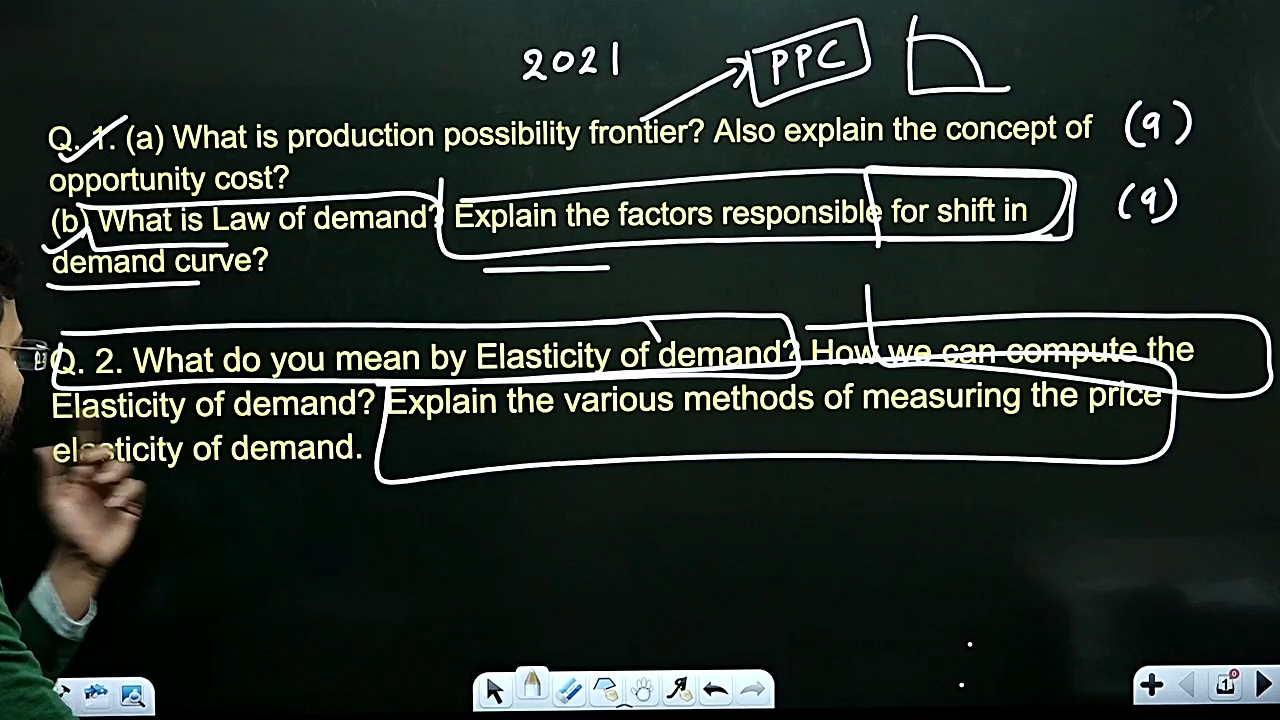 2021
PPC
Q. 1. (a) What is production possibility frontier? Also explain the concept of (9)
opportunity cost?
(b) What is Law of demand? Explain the factors responsible for shift in (9)
demand curve?
Q. 2. What do you mean by Elasticity of demand? How we can compute the
Elasticity of demand? Explain the various methods of measuring the price
elasticity of demand.
1